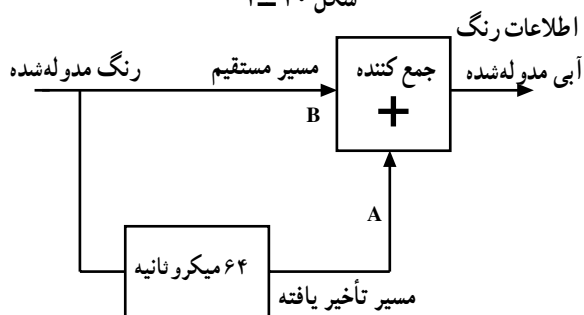 اطلاعات رنگ
آبی مدوله‌شده
جمع کننده
+
مسیر مستقیم
رنگ مدوله‌شده
B
A
۶۴ میکروثانیه
مسیر تأخیر یافته